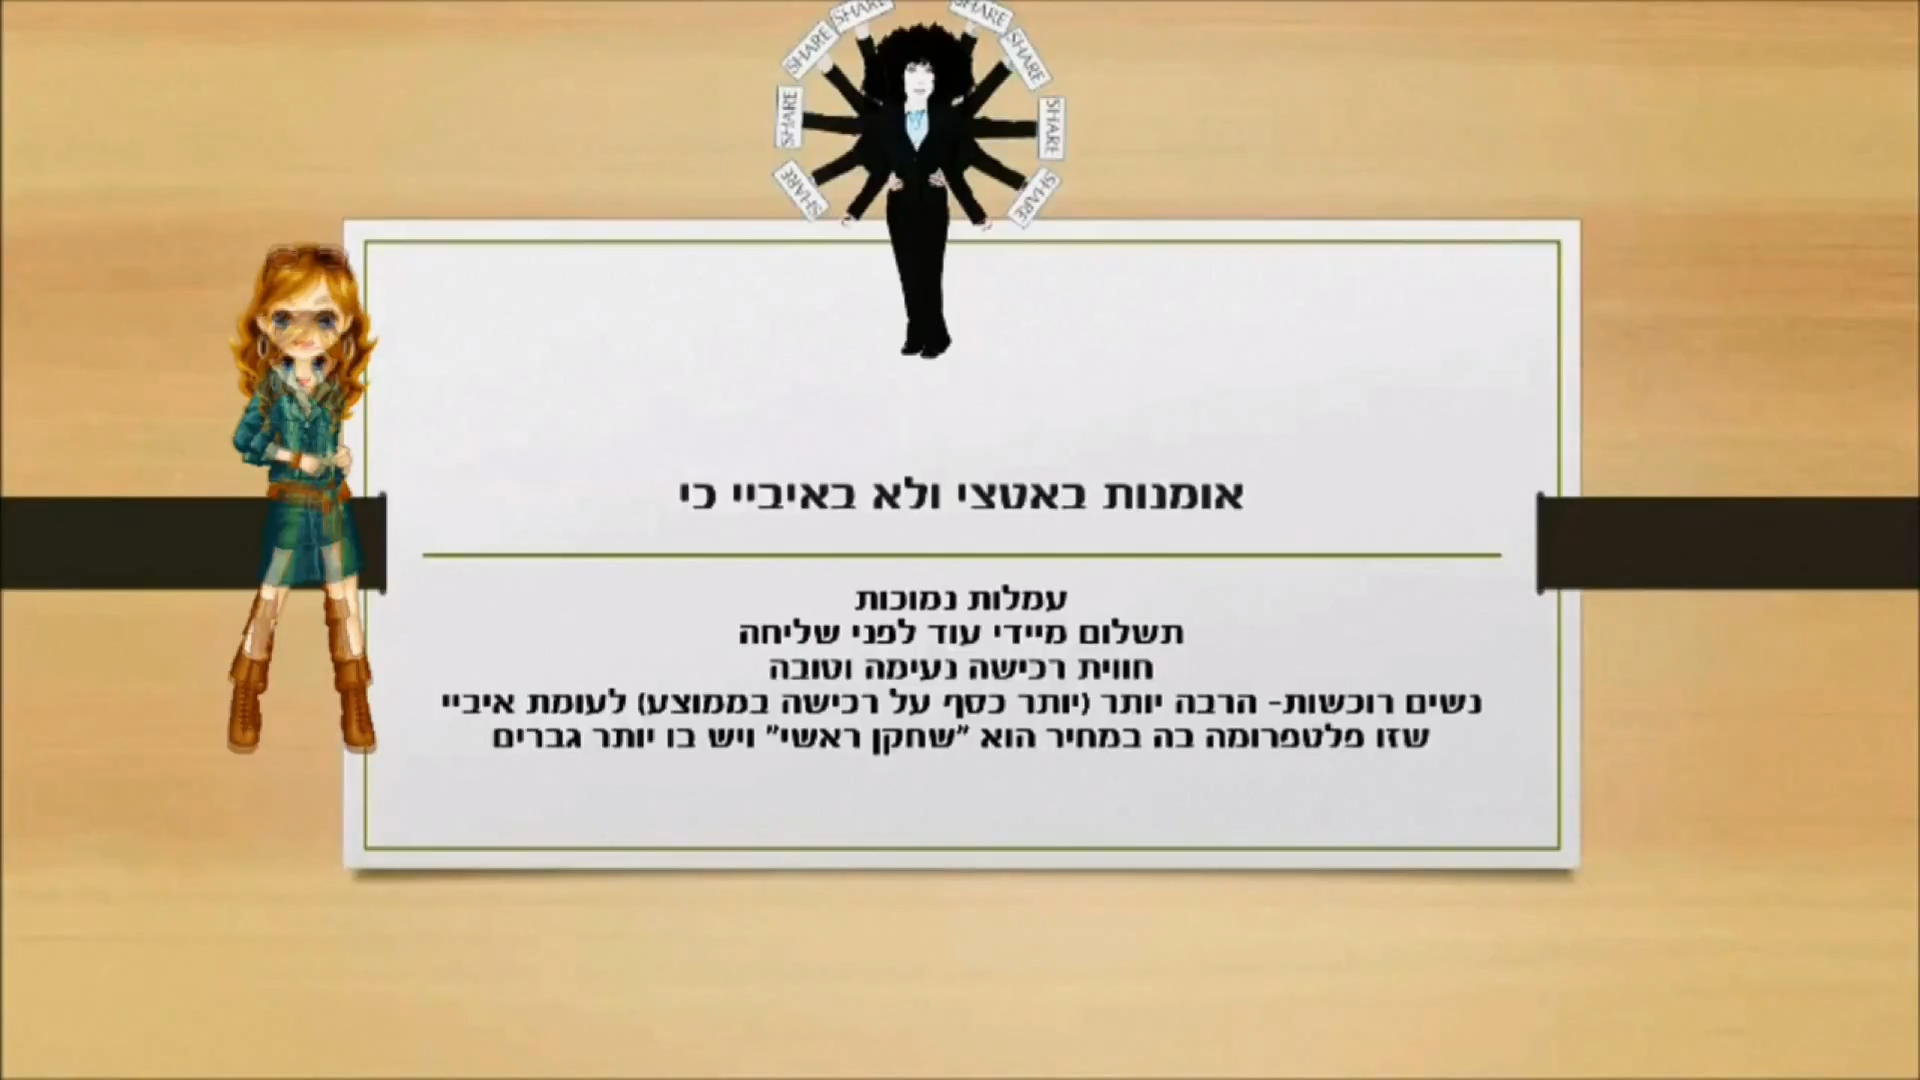 SHARE
SHARE
SHARE
SHARE
SHARE
SHARE
SHARE
SHARE
אומנות באטצי ולא באיביי כי
עמלות נמוכות
תשלום מיידי עוד לפני שליחה
חווית רכישה נעימה וטובה
נשים רוכשות- הרבה יותר (יותר כסף על רכישה בממוצע) לעומת איביי
שזו פלטפרומה בה במחיר הוא "שחקן ראשי" ויש בו יותר גברים